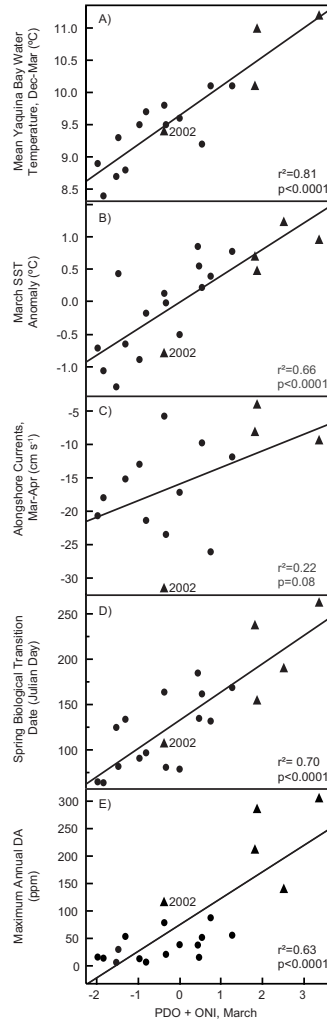 A)
Mean Yaquina Bay Water
Temperature, Dec-Mar (ºC)
11.0
10.5
10.0
9.5
9.0
8.5
2002
r²=0.81
p<0.0001
B)
March SST
Anomaly (ºC)
1.0
0.5
0.0
-1.0
2002
r²=0.66
p<0.0001
C)
Alongshore Currents,
Mar-Apr (cm s⁻¹)
-5
-10
-15
-20
-25
-30
2002
r²=0.22
p=0.08
D)
Spring Biological Transition
Date (Julian Day)
250
200
150
100
2002
r²= 0.70
p<0.0001
E)
Maximum Annual DA
(ppm)
300
250
200
150
100
50
0
2002
r²=0.63
p<0.0001
-2 -1 0 1 2 3
PDO + ONI, March